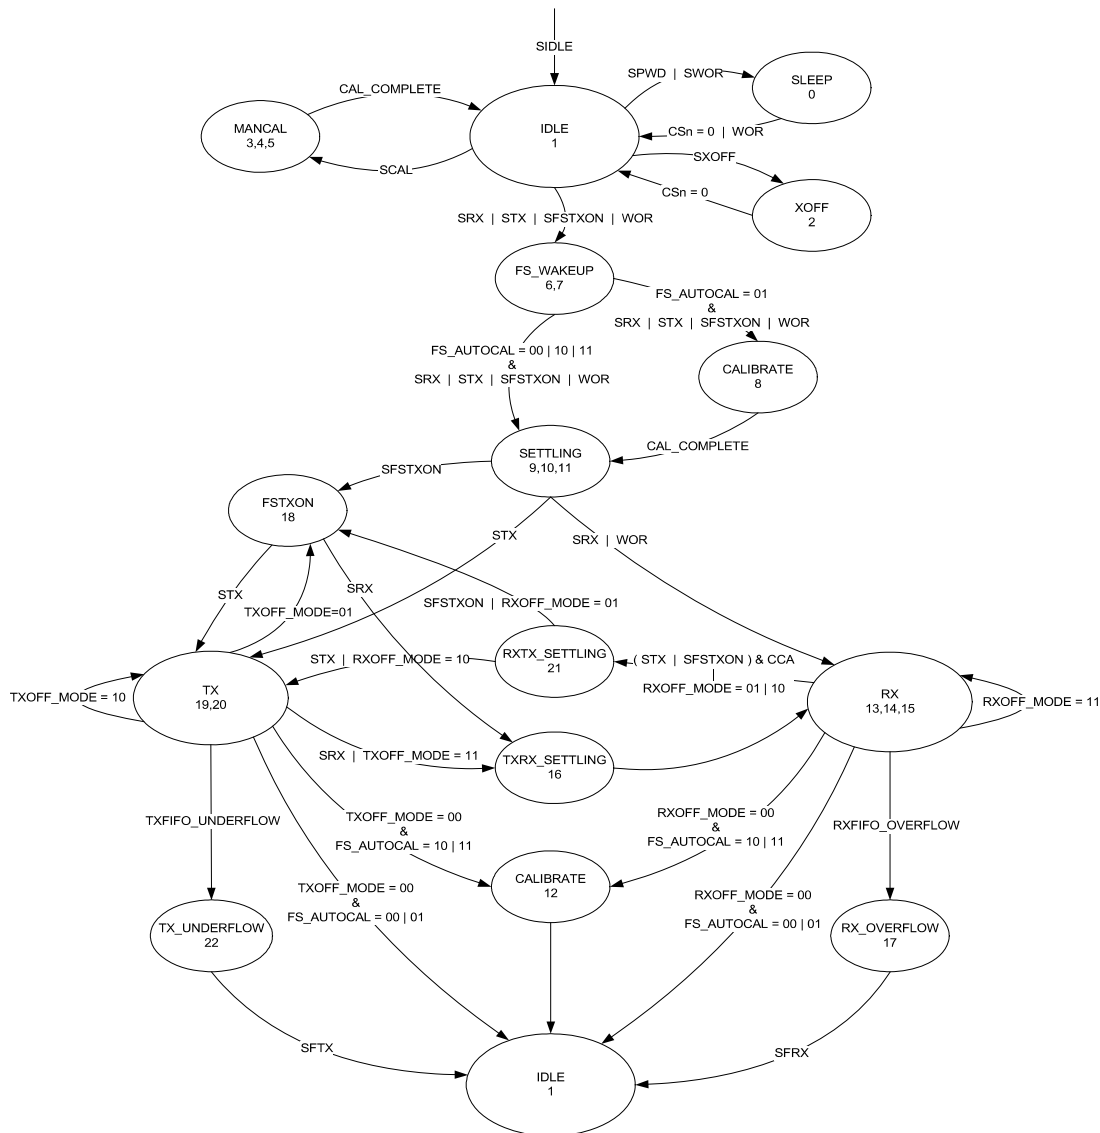 SIDLE
SPWD | SWOR
SLEEP
0
CAL_COMPLETE
MANCAL
3,4,5
IDLE
1
CSn = 0 | WOR
SXOFF
SCAL
CSn = 0
XOFF
2
SRX | STX | SFSTXON | WOR
FS_WAKEUP
6,7
FS_AUTOCAL = 01
&
SRX | STX | SFSTXON | WOR
FS_AUTOCAL = 00 | 10 | 11
&
SRX | STX | SFSTXON | WOR
CALIBRATE
8
CAL_COMPLETE
SETTLING
9,10,11
SFSTXON
FSTXON
18
STX
SRX | WOR
STX
SRX
TXOFF_MODE=01
SFSTXON | RXOFF_MODE = 01
STX | RXOFF_MODE = 10
RXTX_SETTLING
21
( STX | SFSTXON ) & CCA
|
RXOFF_MODE = 01 | 10
TXOFF_MODE = 10
TX
19,20
RX
13,14,15
RXOFF_MODE = 11
SRX | TXOFF_MODE = 11
TXRX_SETTLING
16
TXFIFO_UNDERFLOW
TXOFF_MODE = 00
&
FS_AUTOCAL = 10 | 11
RXOFF_MODE = 00
&
FS_AUTOCAL = 10 | 11
RXFIFO_OVERFLOW
CALIBRATE
12
TXOFF_MODE = 00
&
FS_AUTOCAL = 00 | 01
RXOFF_MODE = 00
&
FS_AUTOCAL = 00 | 01
TX_UNDERFLOW
22
RX_OVERFLOW
17
SFTX
SFRX
IDLE
1